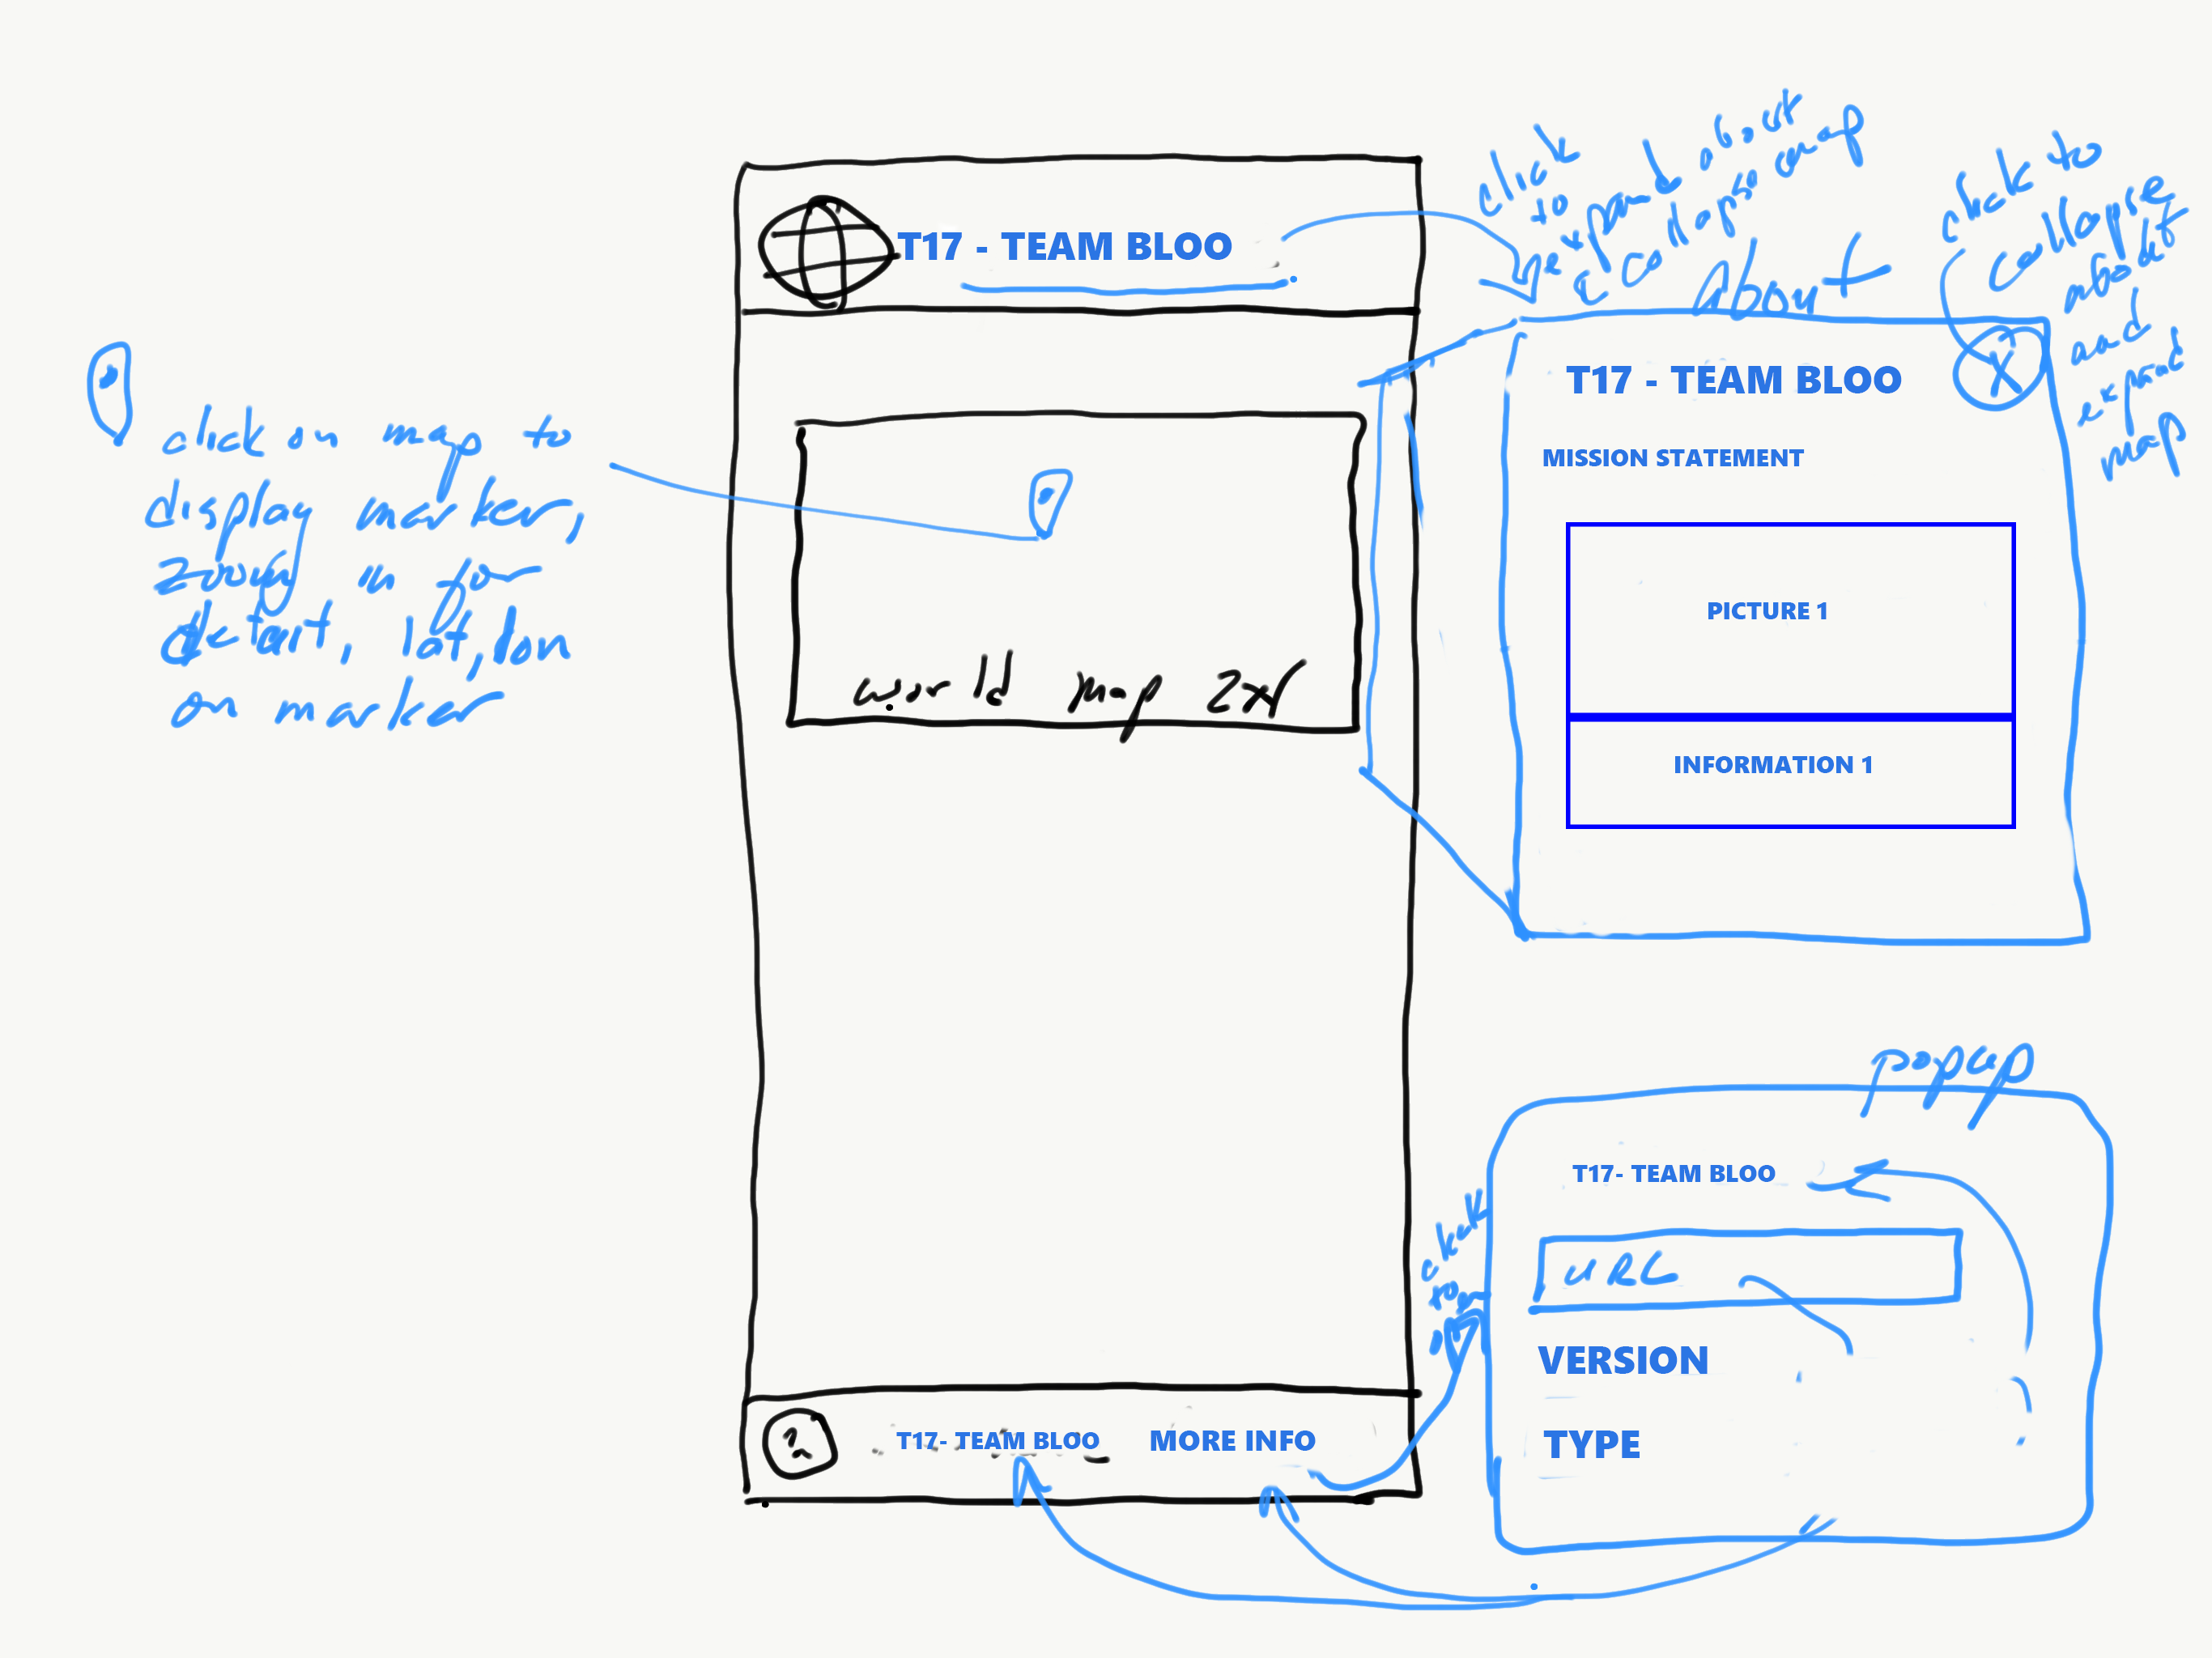 T17 - TEAM BLOO
click
to
expand about
& collapse map
click to
collapse
about
and
expand
map
About
X
T17 - TEAM BLOO
MISSION STATEMENT
PICTURE 1
INFORMATION 1
click on map to
display marker,
zoom in for
detail, lat, lon
on marker
world map 2x1
popup
T17- TEAM BLOO
URL
VERSION
TYPE
click
to
open
T17- TEAM BLOO
MORE INFO